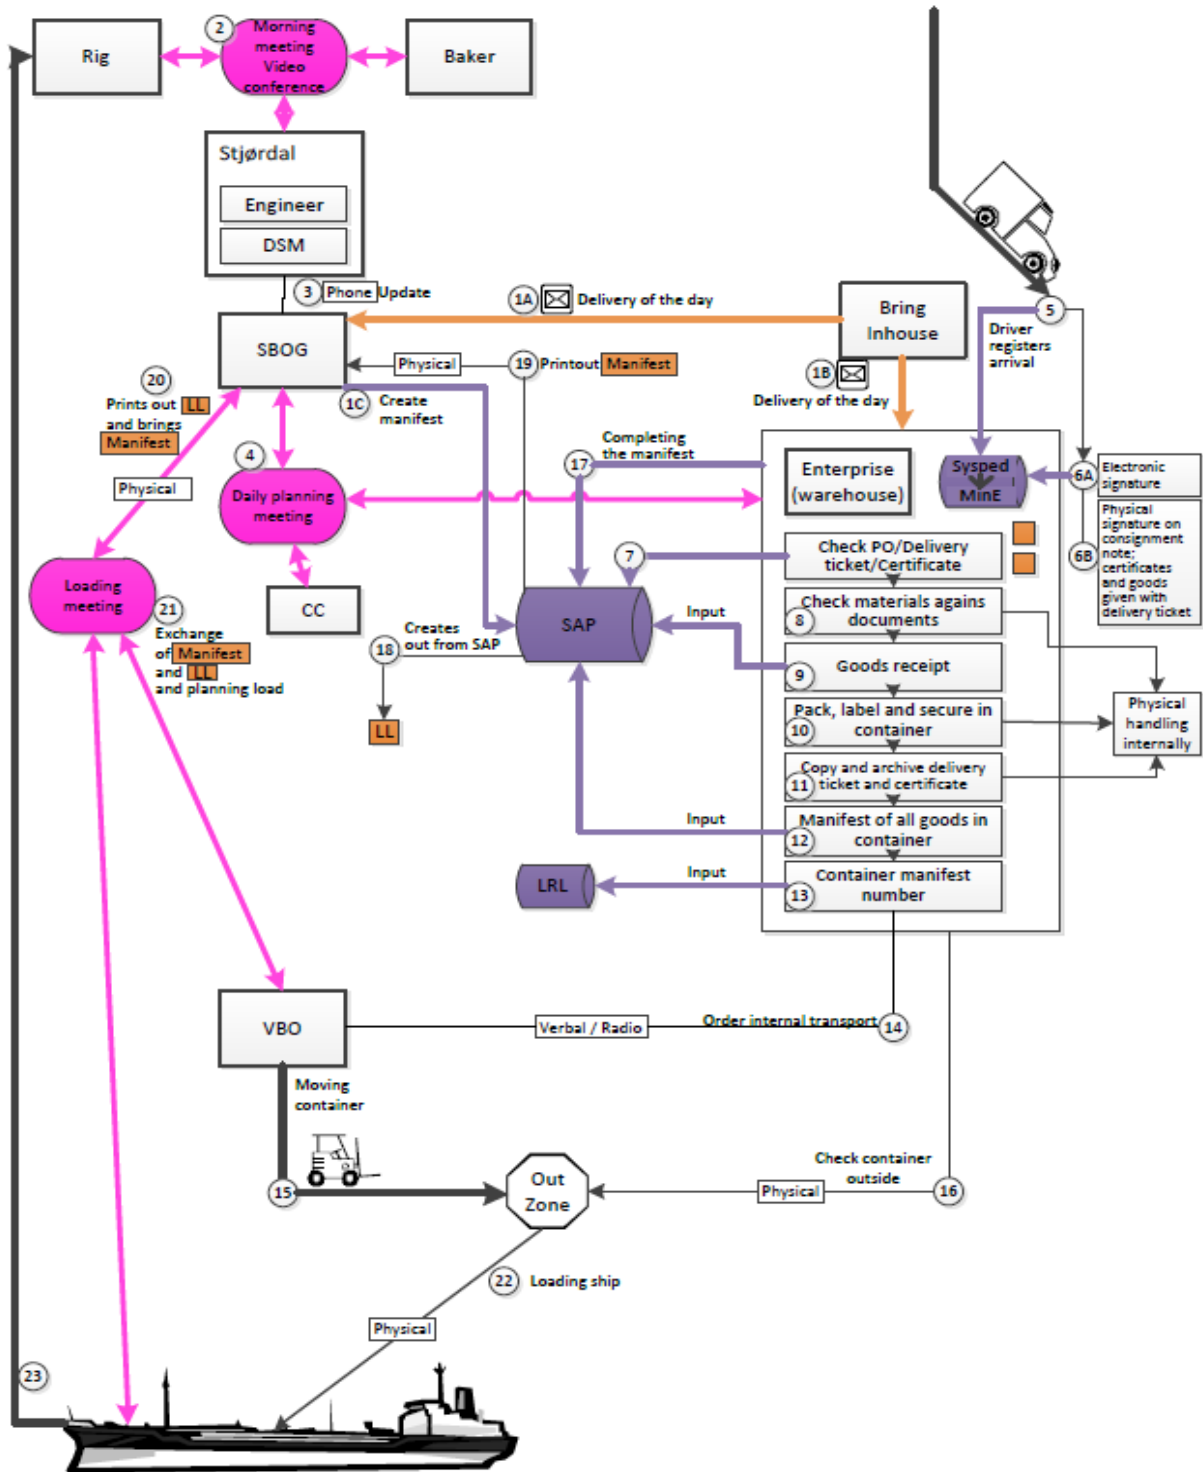 2
Morning
meeting
Video
conference
Rig
Baker
Stjørdal
Engineer
DSM
3 Phone Update
1A Delivery of the day
Bring
Inhouse
5
Driver
registers
arrival
SBOG
Physical
19 Printout Manifest
1B
Delivery of the day
20
Prints out LL
and brings
Manifest
1C Create
manifest
Physical
4
Daily planning
meeting
17
Completing
the manifest
Enterprise
(warehouse)
Sysped
MinE
6A
Electronic
signature
6B
Physical
signature on
consignment
note;
certificates
and goods
given with
delivery ticket
7
Check PO/Delivery
ticket/Certificate
Loading
meeting
CC
SAP
Input
8
Check materials agains
documents
21
Exchange
of Manifest
and LL
and planning load
18
Creates
out from SAP
LL
9
Goods receipt
10
Pack, label and secure in
container
Physical
handling
internally
11
Copy and archive delivery
ticket and certificate
Input
12
Manifest of all goods in
container
LRL
Input
13
Container manifest
number
VBO
Verbal / Radio
Order internal transport
14
Moving
container
15
Out
Zone
Physical
Check container
outside
16
22 Loading ship
Physical
23